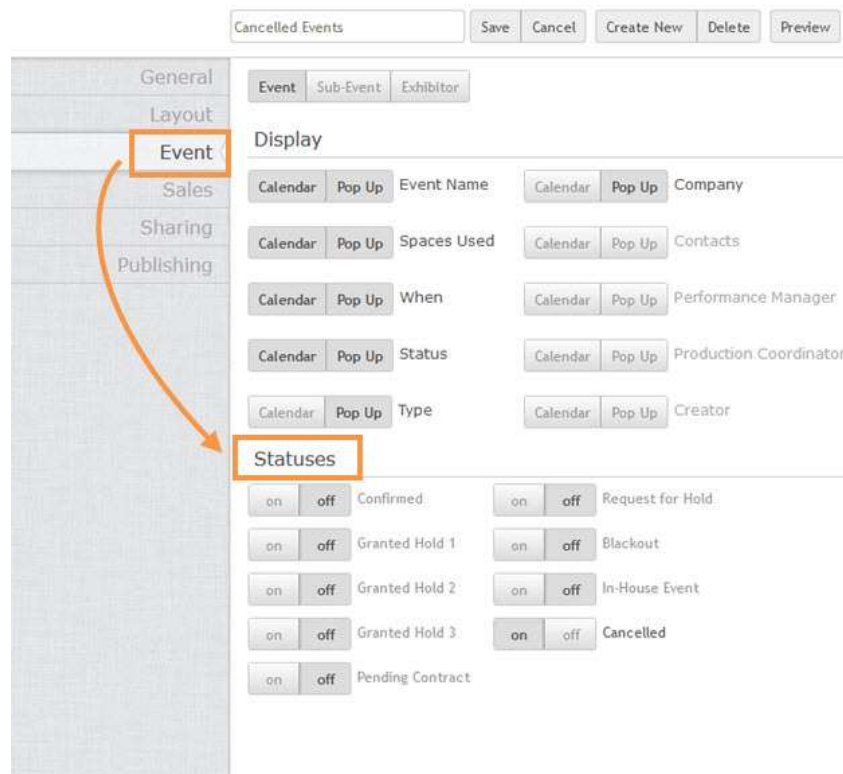 Cancelled Events Save Cancel Create New Delete Preview
General
Layout
Event
Sales
Sharing
Publishing
Event Sub-Event Exhibitor
Display
Calendar Pop Up Event Name Calendar Pop Up Company
Calendar Pop Up Spaces Used Calendar Pop Up Contacts
Calendar Pop Up When Calendar Pop Up Performance Manager
Calendar Pop Up Status Calendar Pop Up Production Coordinator
Calendar Pop Up Type Calendar Pop Up Creator
Statuses
on off Confirmed on off Request for Hold
on off Granted Hold 1 on off Blackout
on off Granted Hold 2 on off In-House Event
on off Granted Hold 3 on off Cancelled
on off Pending Contract